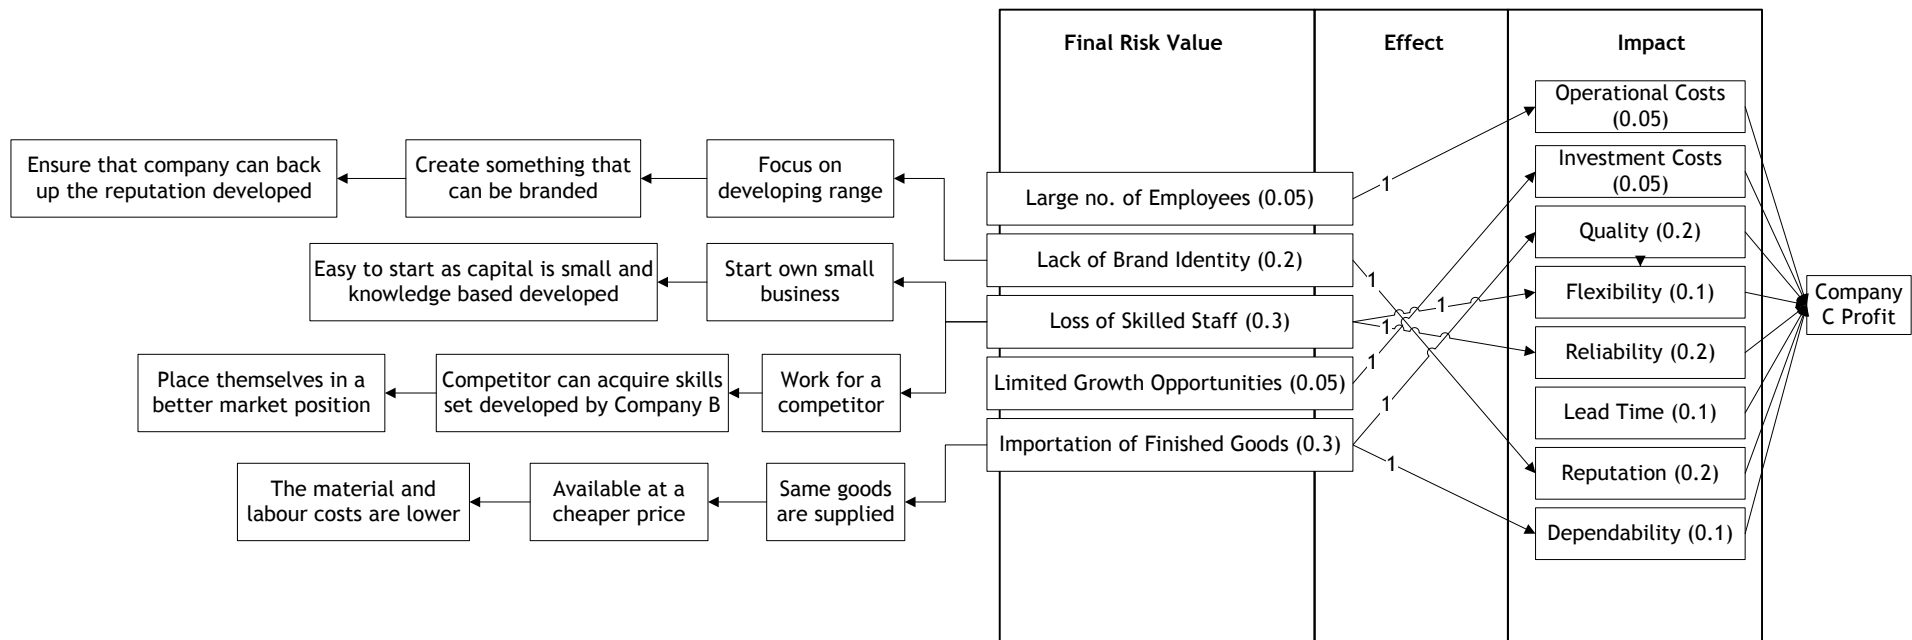 Final Risk Value
Effect
Impact
Ensure that company can back
up the reputation developed
Create something that
can be branded
Focus on
developing range
Easy to start as capital is small and
knowledge based developed
Start own small
business
Place themselves in a
better market position
Competitor can acquire skills
set developed by Company B
Work for a
competitor
The material and
labour costs are lower
Available at a
cheaper price
Same goods
are supplied
Large no. of Employees (0.05)
Lack of Brand Identity (0.2)
Loss of Skilled Staff (0.3)
Limited Growth Opportunities (0.05)
Importation of Finished Goods (0.3)
1
1
1
1
1
1
1
Operational Costs
(0.05)
Investment Costs
(0.05)
Quality (0.2)
Flexibility (0.1)
Reliability (0.2)
Lead Time (0.1)
Reputation (0.2)
Dependability (0.1)
Company
C Profit